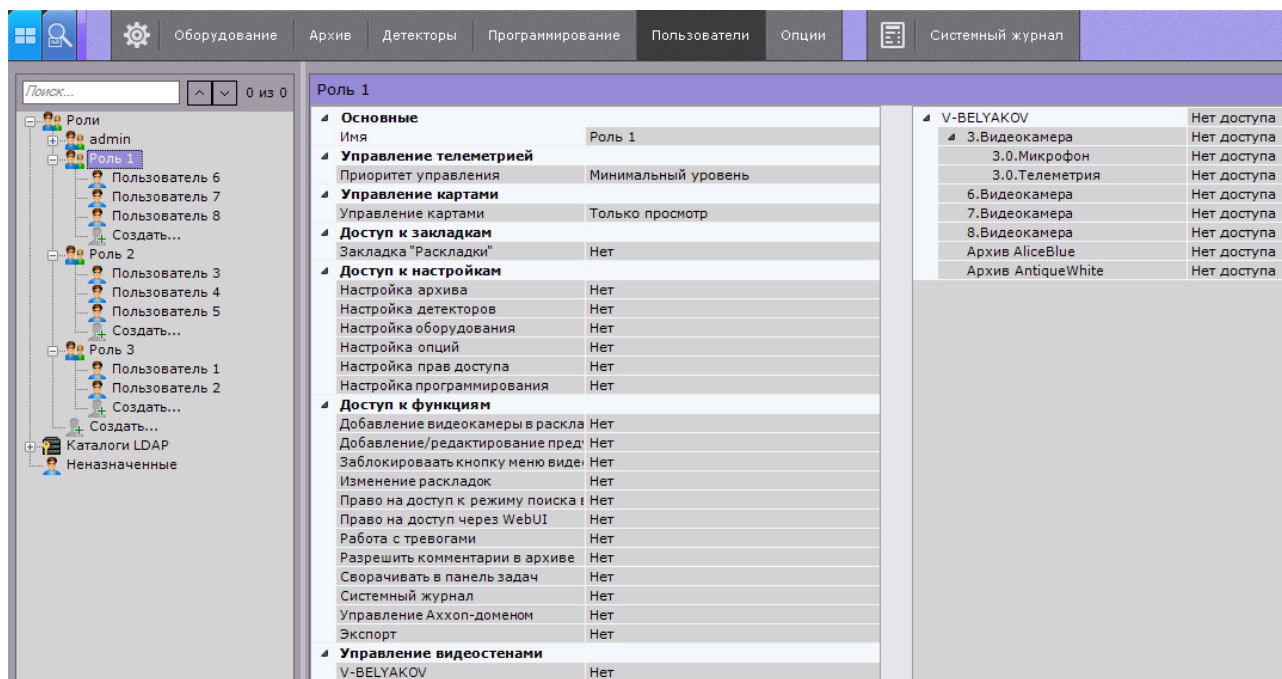 Оборудование Архив Детекторы Программирование Пользователи Опции Системный журнал
Поиск... 0 из 0
Роли
admin
Роль 1
Пользователь 6
Пользователь 7
Пользователь 8
Создать...
Роль 2
Пользователь 3
Пользователь 4
Пользователь 5
Создать...
Роль 3
Пользователь 1
Пользователь 2
Создать...
Создать...
Каталоги LDAP
Неназначенные
Роль 1
Основные
Имя Роль 1
Управление телеметрией
Приоритет управления Минимальный уровень
Управление картами
Управление картами Только просмотр
Доступ к закладкам
Закладка "Раскладки" Нет
Доступ к настройкам
Настройка архива Нет
Настройка детекторов Нет
Настройка оборудования Нет
Настройка опций Нет
Настройка прав доступа Нет
Настройка программирования Нет
Доступ к функциям
Добавление видеокамеры в раскла Нет
Добавление/редактирование пред Нет
Заблокироваать кнопку меню виде Нет
Изменение раскладок Нет
Право на доступ к режиму поиска Нет
Право на доступ через WebUI Нет
Работа с тревогами Нет
Разрешить комментарии в архиве Нет
Сворачивать в панель задач Нет
Системный журнал Нет
Управление Аххоп-доменом Нет
Экспорт Нет
Управление видеостенами
V-BELYAKOV Нет
V-BELYAKOV Нет доступа
3.Видеокамера Нет доступа
3.0.Микрофон Нет доступа
3.0.Телеметрия Нет доступа
6.Видеокамера Нет доступа
7.Видеокамера Нет доступа
8.Видеокамера Нет доступа
Архив AliceBlue Нет доступа
Архив AntiqueWhite Нет доступа